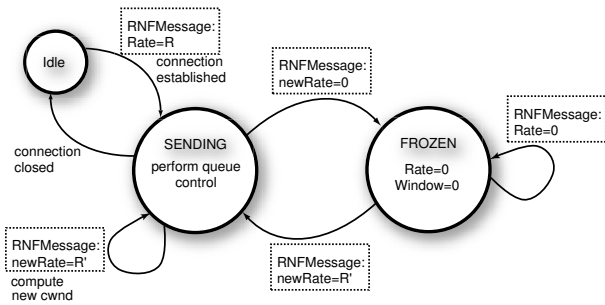 RNFMessage:
Rate=R
connection
established
Idle
RNFMessage:
newRate=0
RNFMessage:
Rate=0
SENDING
perform queue
control
FROZEN
Rate=0
Window=0
connection
closed
RNFMessage:
newRate=R'
compute
new cwnd
RNFMessage:
newRate=R'